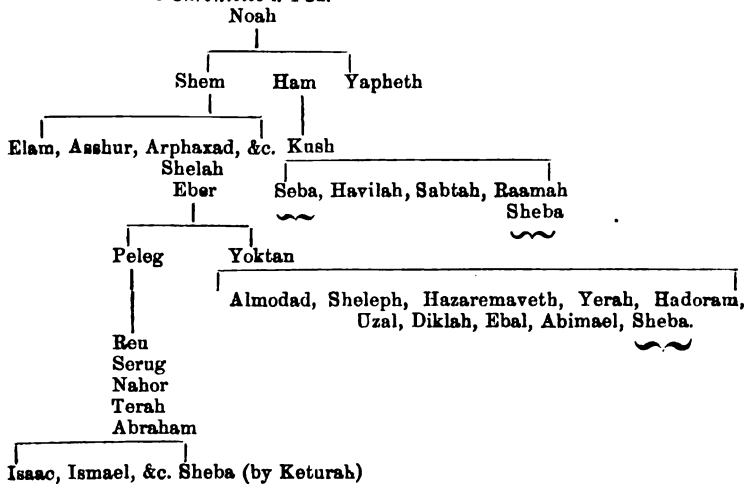 Noah
Shem Ham Yapheth
Elam, Asshur, Arphaxad, &c. Kush
Shelah
Eber
Seba, Havilah, Sabtah, Raamah
Sheba
Peleg Yoktan
Almodad, Sheleph, Hazaremaveth, Yerah, Hadoram,
Uzal, Diklah, Ebal, Abimael, Sheba.
Reu
Serug
Nahor
Terah
Abraham
Isaac, Ismael, &c. Sheba (by Keturah)